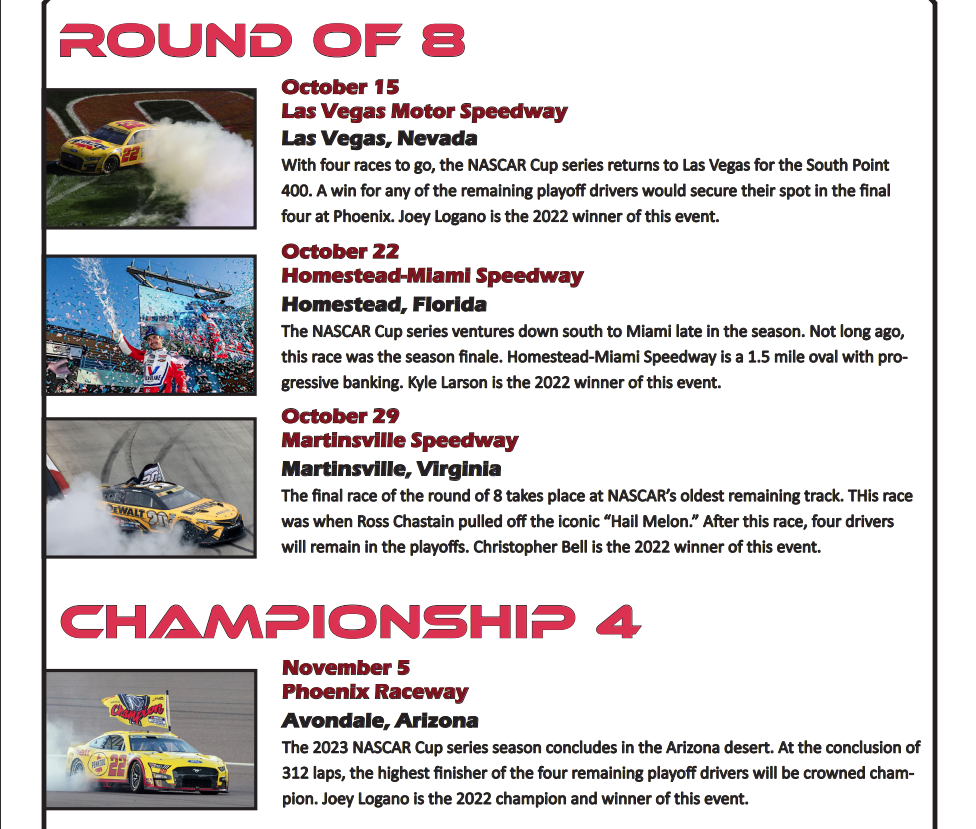 ROUND OF 8
October 15
Las Vegas Motor Speedway
Las Vegas, Nevada
With four races to go, the NASCAR Cup series returns to Las Vegas for the South Point
400. A win for any of the remaining playoff drivers would secure their spot in the final
four at Phoenix. Joey Logano is the 2022 winner of this event.
22
October 22
Homestead-Miami Speedway
Homestead, Florida
The NASCAR Cup series ventures down south to Miami late in the season. Not long ago,
this race was the season finale. Homestead-Miami Speedway is a 1.5 mile oval with pro-
gressive banking. Kyle Larson is the 2022 winner of this event.
October 29
Martinsville Speedway
Martinsville, Virginia
The final race of the round of 8 takes place at NASCAR's oldest remaining track. THis race
was when Ross Chastain pulled off the iconic “Hail Melon.” After this race, four drivers
will remain in the playoffs. Christopher Bell is the 2022 winner of this event.
DEWALT 20
CHAMPIONSHIP 4
November 5
Phoenix Raceway
Avondale, Arizona
The 2023 NASCAR Cup series season concludes in the Arizona desert. At the conclusion of
312 laps, the highest finisher of the four remaining playoff drivers will be crowned cham-
pion. Joey Logano is the 2022 champion and winner of this event.
Champion
22